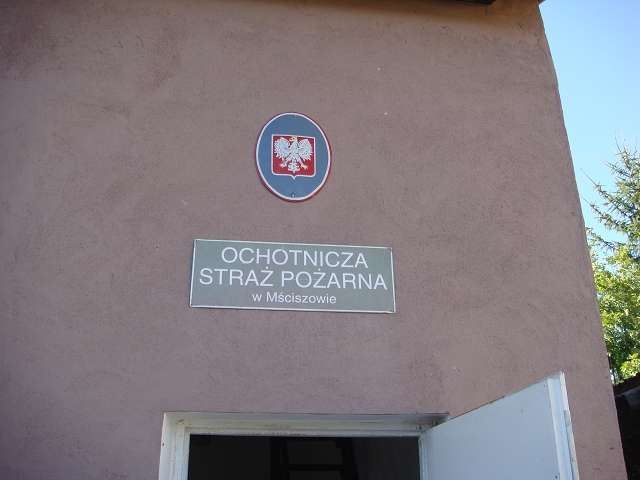 OCHOTNICZA
STRAŻ POŻARNA
w Mściszowie